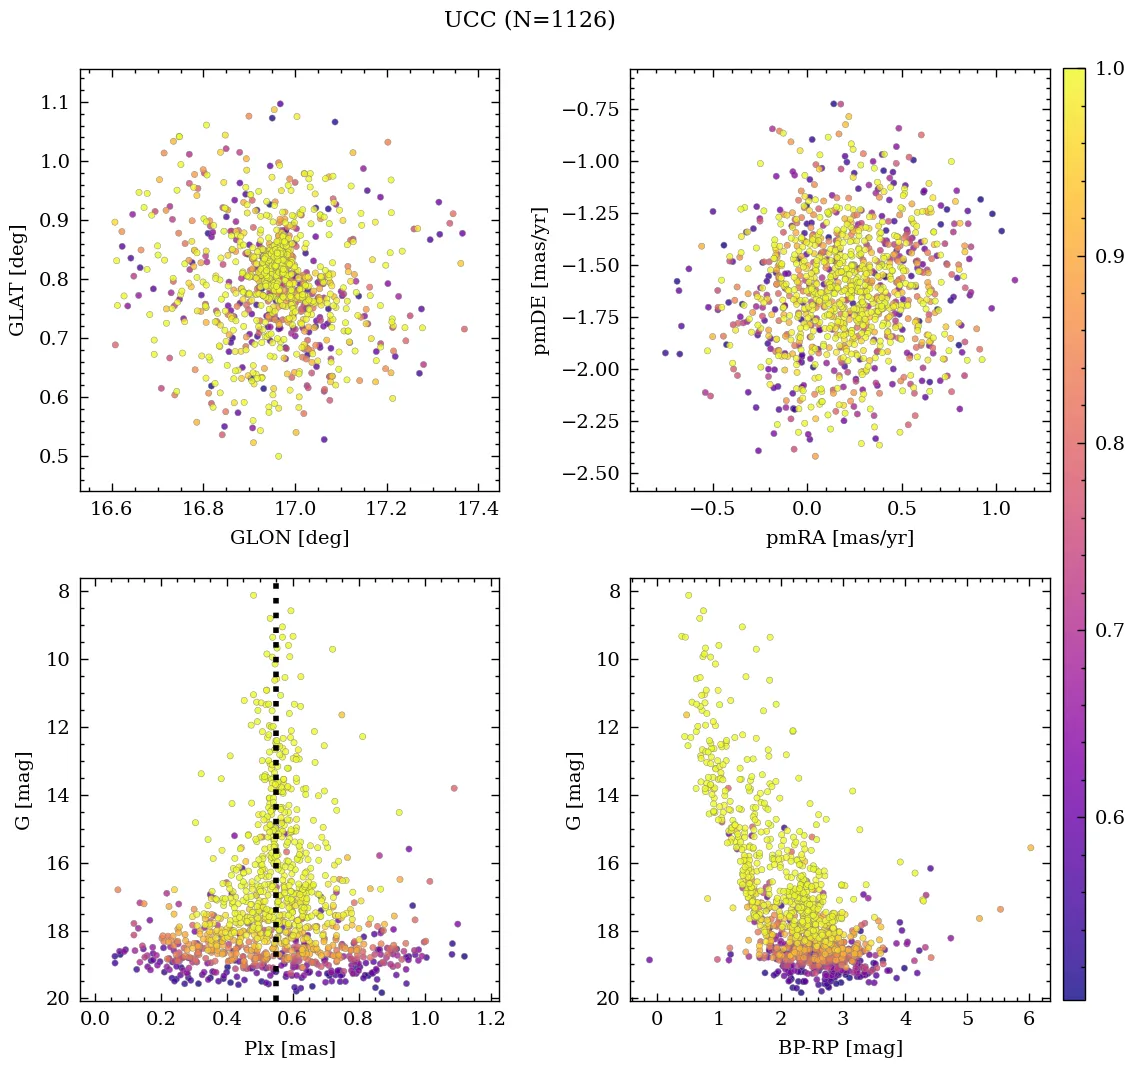 UCC (N=1126)
1.1
1.0
0.9
0.8
0.7
0.6
0.5
GLAT [deg]
16.6 16.8 17.0 17.2 17.4
GLON [deg]
−0.75
−1.00
−1.25
−1.50
−1.75
−2.00
−2.25
−2.50
pmDE [mas/yr]
−0.5 0.0 0.5 1.0
pmRA [mas/yr]
8
10
12
14
16
18
20
G [mag]
0.0 0.2 0.4 0.6 0.8 1.0 1.2
Plx [mas]
8
10
12
14
16
18
20
G [mag]
0 1 2 3 4 5 6
BP-RP [mag]
1.0
0.9
0.8
0.7
0.6